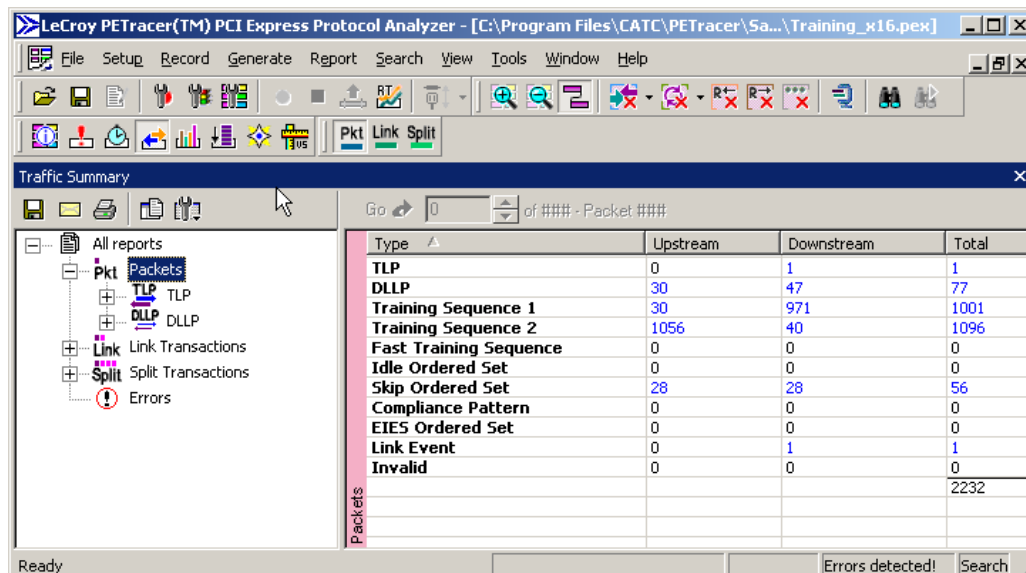 LeCroy PETracer(TM) PCI Express Protocol Analyzer - [C:\Program Files\CATC\PETracer\Sa...\Training_x16.pex]
File Setup Record Generate Report Search View Tools Window Help
RT
R R
US
Pkt Link Split
Traffic Summary
Go 0 of ### - Packet ###
All reports
Pkt Packets
TLP TLP
DLLP DLLP
Link Link Transactions
Split Split Transactions
Errors
Packets
Type Upstream Downstream Total
TLP 0 1 1
DLLP 30 47 77
Training Sequence 1 30 971 1001
Training Sequence 2 1056 40 1096
Fast Training Sequence 0 0 0
Idle Ordered Set 0 0 0
Skip Ordered Set 28 28 56
Compliance Pattern 0 0 0
EIES Ordered Set 0 0 0
Link Event 0 1 1
Invalid 0 0 0
2232
Ready Errors detected! Search